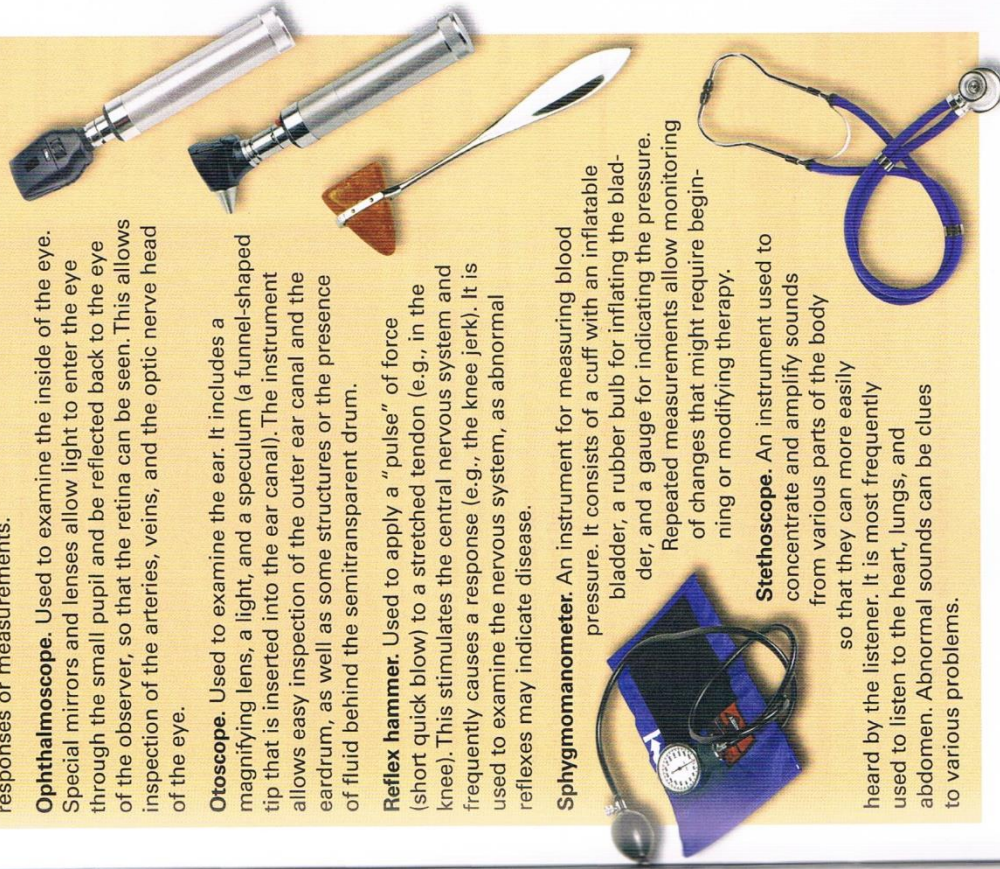 responses or measurements.
Ophthalmoscope. Used to examine the inside of the eye.
Special mirrors and lenses allow light to enter the eye
through the small pupil and be reflected back to the eye
of the observer, so that the retina can be seen. This allows
inspection of the arteries, veins, and the optic nerve head
of the eye.
Otoscope. Used to examine the ear. It includes a
magnifying lens, a light, and a speculum (a funnel-shaped
tip that is inserted into the ear canal). The instrument
allows easy inspection of the outer ear canal and the
eardrum, as well as some structures or the presence
of fluid behind the semitransparent drum.
Reflex hammer. Used to apply a “pulse” of force
(short quick blow) to a stretched tendon (e.g., in the
knee). This stimulates the central nervous system and
frequently causes a response (e.g., the knee jerk). It is
used to examine the nervous system, as abnormal
reflexes may indicate disease.
Sphygmomanometer. An instrument for measuring blood
pressure. It consists of a cuff with an inflatable
bladder, a rubber bulb for inflating the blad-
der, and a gauge for indicating the pressure.
Repeated measurements allow monitoring
of changes that might require begin-
ning or modifying therapy.
Stethoscope. An instrument used to
concentrate and amplify sounds
from various parts of the body
so that they can more easily
heard by the listener. It is most frequently
used to listen to the heart, lungs, and
abdomen. Abnormal sounds can be clues
to various problems.